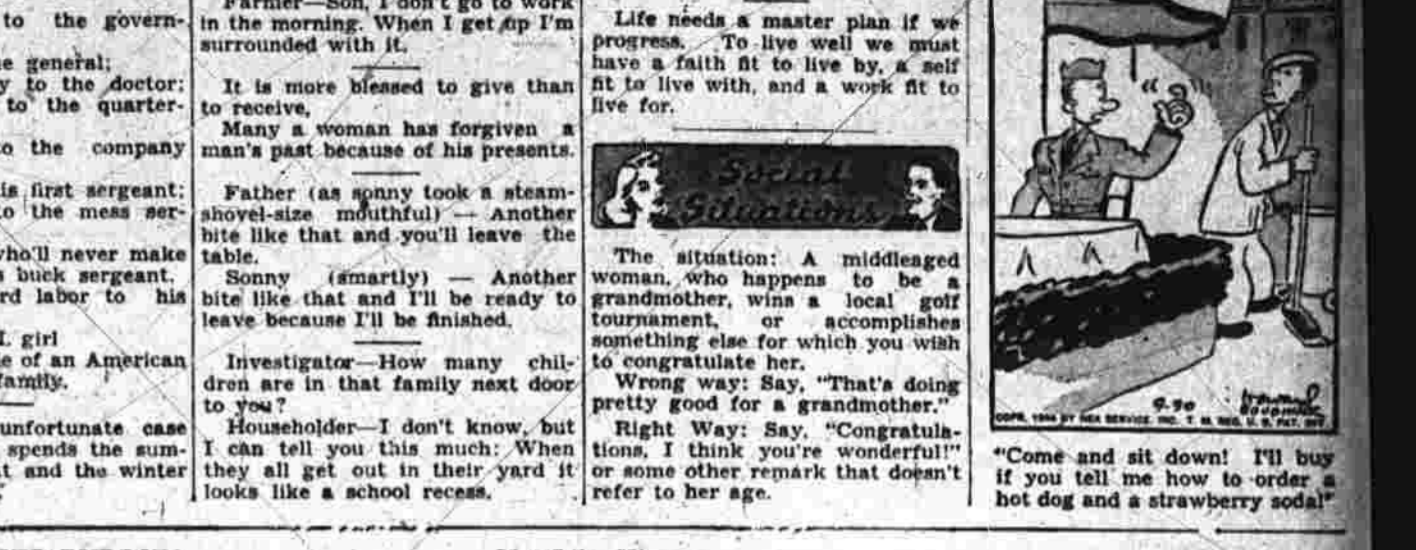 to the govern-
e general;
y to the doctor;
to the quarter-
o the company
is first sergeant;
to the mess ser-
who'll never make
s buck sergeant.
rd labor to his
I. girl
e of an American
family.
unfortunate case
spends the sum-
t and the winter
Farmer—Son, I don't go to work
in the morning. When I get up I'm
surrounded with it.
It is more blessed to give than
to receive.
Many a woman has forgiven a
man's past because of his presents.
Father (as sonny took a steam-
shovel-size mouthful) — Another
bite like that and you'll leave the
table.
Sonny (smartly) — Another
bite like that and I'll be ready to
leave because I'll be finished.
Investigator—How many chil-
dren are in that family next door
to you?
Householder—I don't know, but
I can tell you this much: When
they all get out in their yard it
looks like a school recess.
Life needs a master plan if we
progress. To live well we must
have a faith fit to live by, a self
fit to live with, and a work fit to
live for.
Social
Situations
The situation: A middleaged
woman, who happens to be a
grandmother, wins a local golf
tournament, or accomplishes
something else for which you wish
to congratulate her.
Wrong way: Say, "That's doing
pretty good for a grandmother."
Right Way: Say, "Congratula-
tions, I think you're wonderful!"
or some other remark that doesn't
refer to her age.
9-30
COPR. 1944 BY NEA SERVICE, INC. T. M. REG. U. S. PAT. OFF.
"Come and sit down! I'll buy
if you tell me how to order a
hot dog and a strawberry soda!"